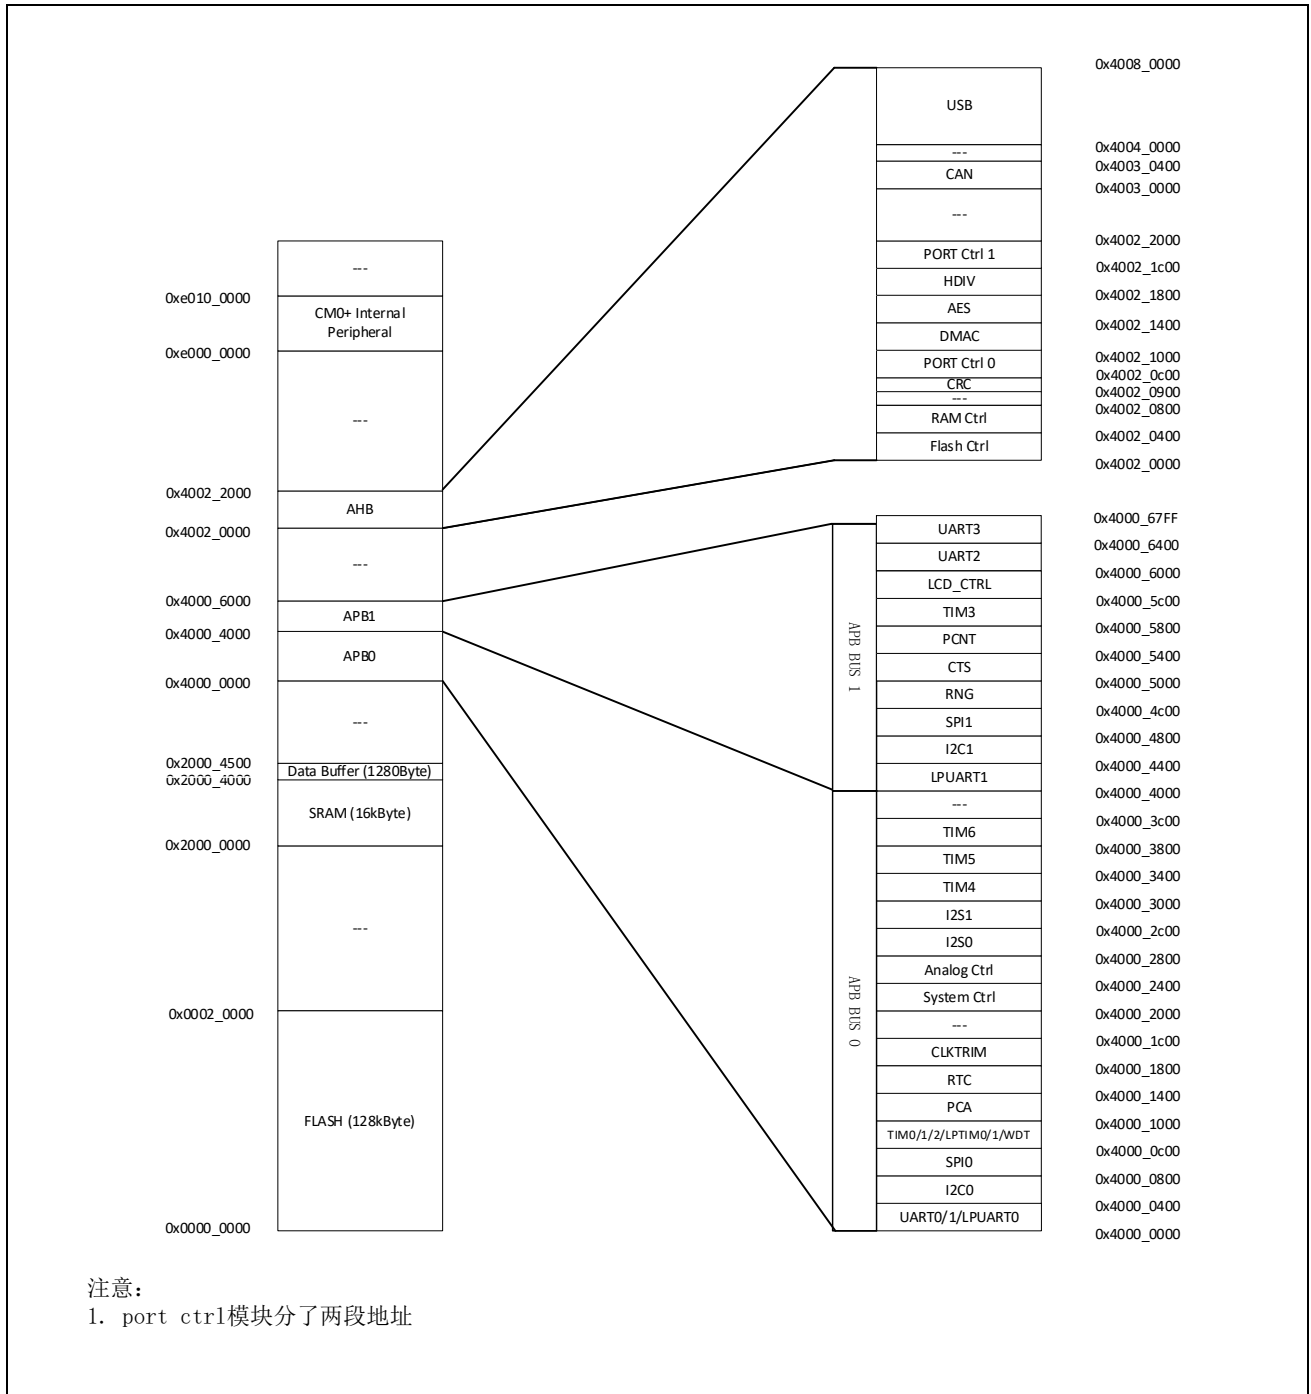 0xe010_0000
0xe000_0000
0x4002_2000
0x4002_0000
0x4000_6000
0x4000_4000
0x4000_0000
0x2000_4500
0x2000_4000
0x2000_0000
0x0002_0000
0x0000_0000
---
CM0+ Internal
Peripheral
---
AHB
---
APB1
APB0
---
Data Buffer (1280Byte)
SRAM (16kByte)
---
FLASH (128kByte)
APB BUS 1
APB BUS 0
USB
---
CAN
---
PORT Ctrl 1
HDIV
AES
DMAC
PORT Ctrl 0
CRC
---
RAM Ctrl
Flash Ctrl
UART3
UART2
LCD_CTRL
TIM3
PCNT
CTS
RNG
SPI1
I2C1
LPUART1
---
TIM6
TIM5
TIM4
I2S1
I2S0
Analog Ctrl
System Ctrl
---
CLKTRIM
RTC
PCA
TIM0/1/2/LPTIM0/1/WDT
SPI0
I2C0
UART0/1/LPUART0
0x4008_0000
0x4004_0000
0x4003_0400
0x4003_0000
0x4002_2000
0x4002_1c00
0x4002_1800
0x4002_1400
0x4002_1000
0x4002_0c00
0x4002_0900
0x4002_0800
0x4002_0400
0x4002_0000
0x4000_67FF
0x4000_6400
0x4000_6000
0x4000_5c00
0x4000_5800
0x4000_5400
0x4000_5000
0x4000_4c00
0x4000_4800
0x4000_4400
0x4000_4000
0x4000_3c00
0x4000_3800
0x4000_3400
0x4000_3000
0x4000_2c00
0x4000_2800
0x4000_2400
0x4000_2000
0x4000_1c00
0x4000_1800
0x4000_1400
0x4000_1000
0x4000_0c00
0x4000_0800
0x4000_0400
0x4000_0000
注意：
1. port ctrl模块分了两段地址